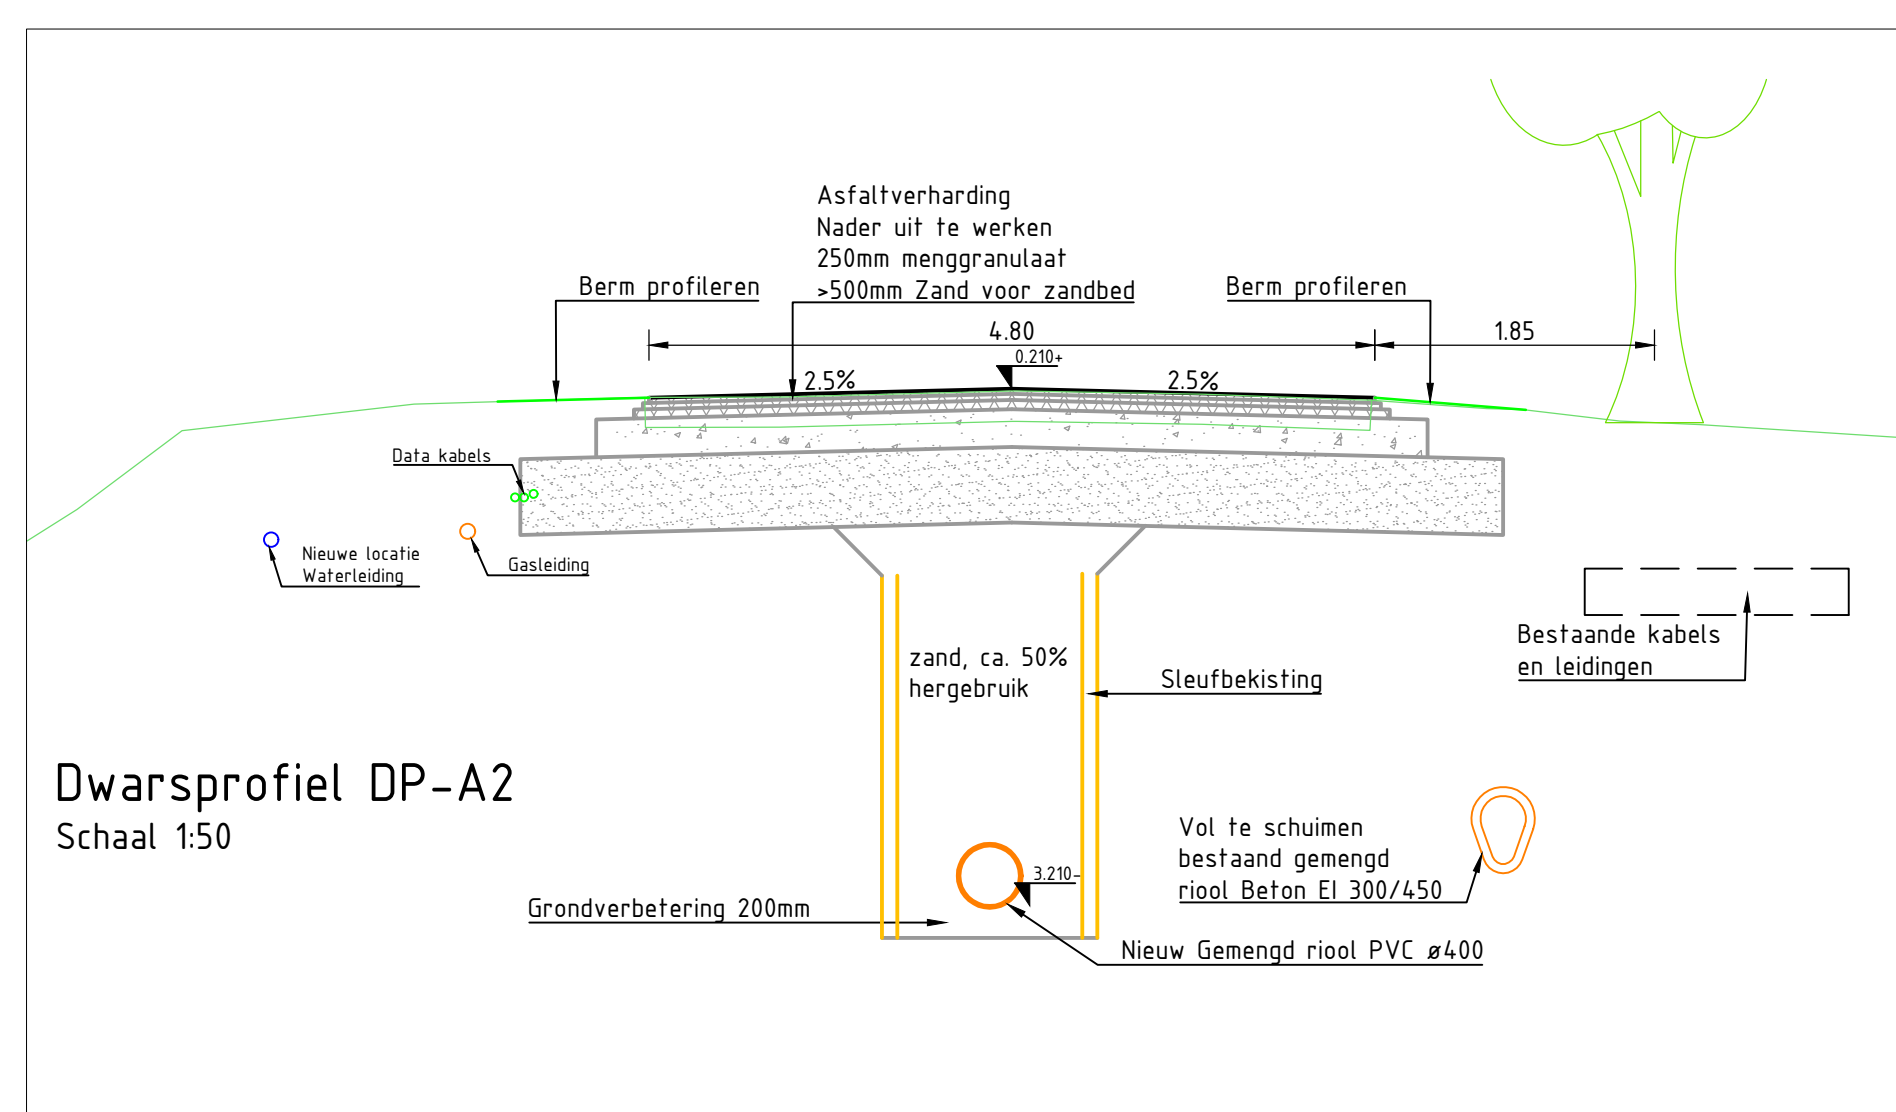 Asfaltverharding
Nader uit te werken
250mm menggranulaat
>500mm Zand voor zandbed
Berm profileren
Berm profileren
4.80
1.85
0.210+
2.5%
2.5%
Data kabels
Nieuwe locatie
Waterleiding
Gasleiding
zand, ca. 50%
hergebruik
Sleufbekisting
Bestaande kabels
en leidingen
Dwarsprofiel DP-A2
Schaal 1:50
Vol te schuimen
bestaand gemengd
riool Beton EI 300/450
3.210-
Grondverbetering 200mm
Nieuw Gemengd riool PVC ø400